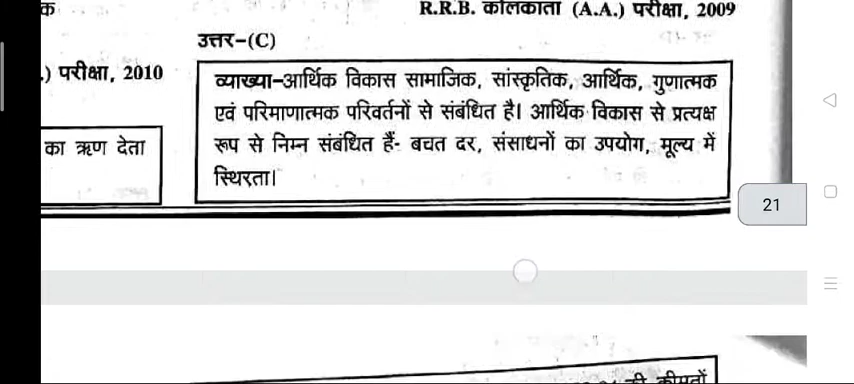 क
R.R.B. कोलकाता (A.A.) परीक्षा, 2009
उत्तर-(C)
.) परीक्षा, 2010
व्याख्या-आर्थिक विकास सामाजिक, सांस्कृतिक, आर्थिक, गुणात्मक
एवं परिमाणात्मक परिवर्तनों से संबंधित है। आर्थिक विकास से प्रत्यक्ष
का ऋण देता
रूप से निम्न संबंधित हैं- बचत दर, संसाधनों का उपयोग, मूल्य में
स्थिरता।
21
की कीमतों